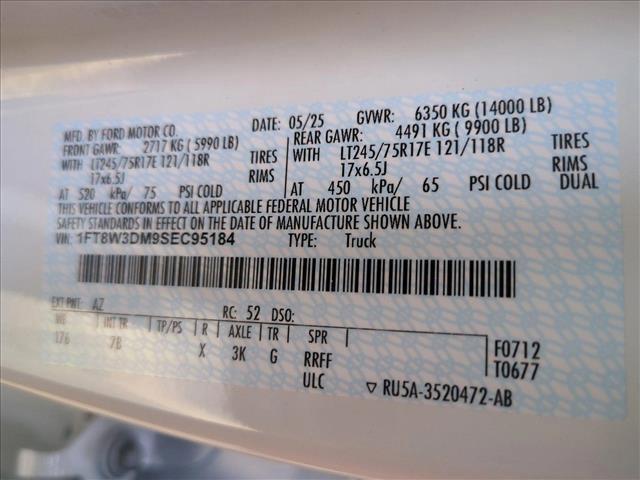 MFD. BY FORD MOTOR CO.
DATE: 05/25 GVWR: 6350 KG (14000 LB)
FRONT GAWR: 2717 KG (5990 LB)
REAR GAWR: 4491 KG (9900 LB)
WITH LT245/75R17E 121/118R TIRES
WITH LT245/75R17E 121/118R TIRES
17x6.5J RIMS
17x6.5J RIMS
AT 520 kPa/ 75 PSI COLD
AT 450 kPa/ 65 PSI COLD DUAL
THIS VEHICLE CONFORMS TO ALL APPLICABLE FEDERAL MOTOR VEHICLE
SAFETY STANDARDS IN EFFECT ON THE DATE OF MANUFACTURE SHOWN ABOVE.
VIN: 1FT8W3DM9SEC95184 TYPE: Truck
EXT PNT: AZ RC: 52 DSO:
WB INT TR TP/PS R AXLE TR SPR
176 7B X 3K G RRFF
ULC
F0712
T0677
▽ RU5A-3520472-AB